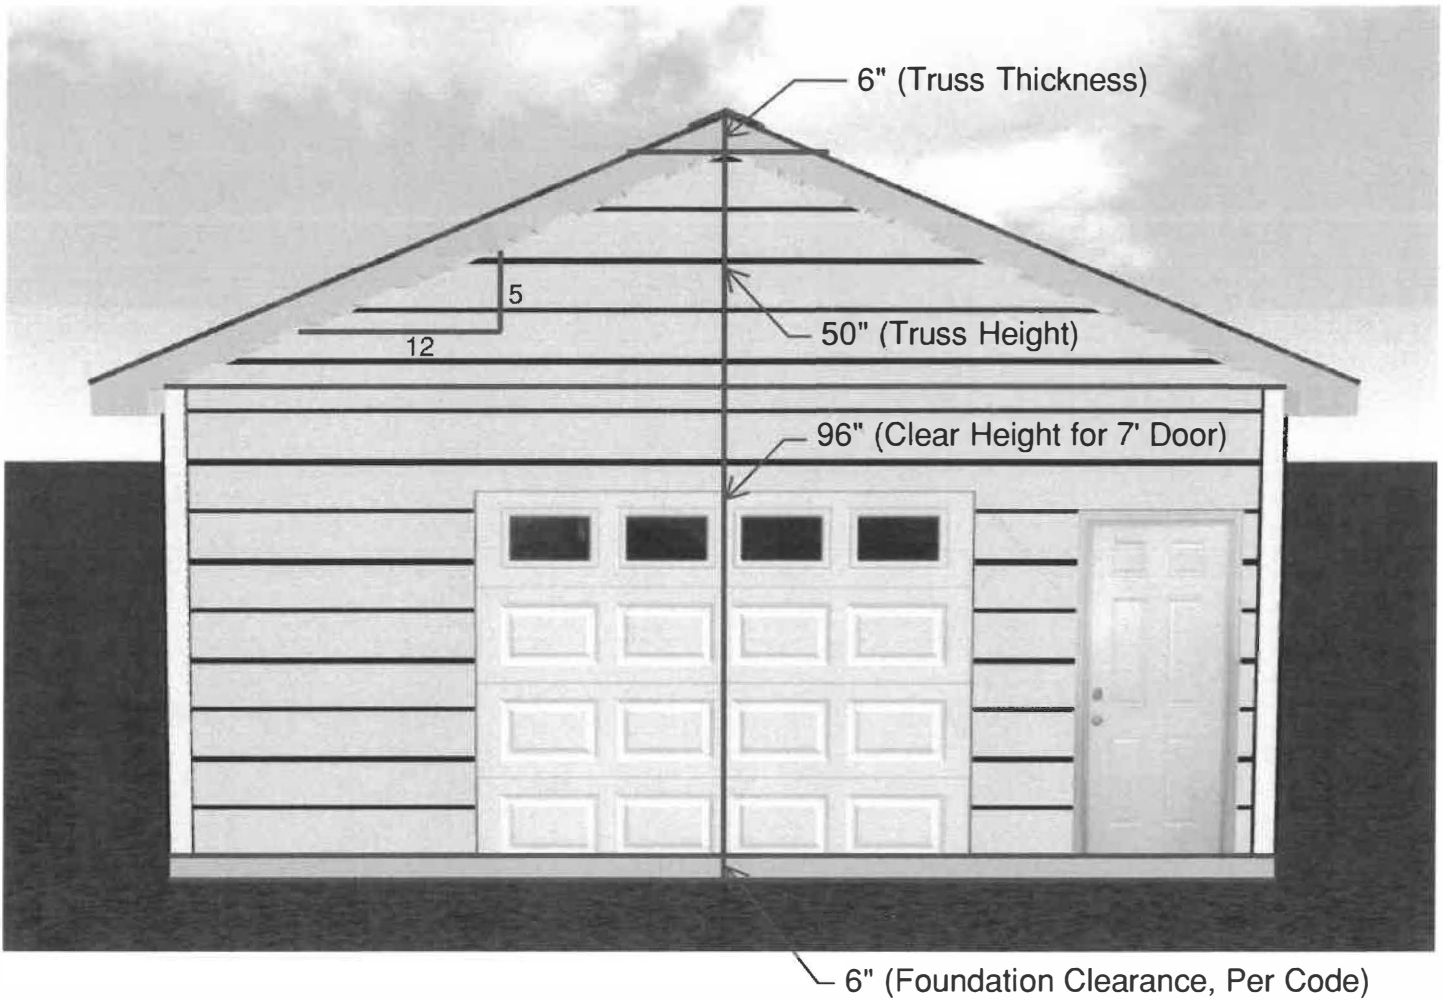 6" (Truss Thickness)
5
50" (Truss Height)
12
96" (Clear Height for 7' Door)
6" (Foundation Clearance, Per Code)